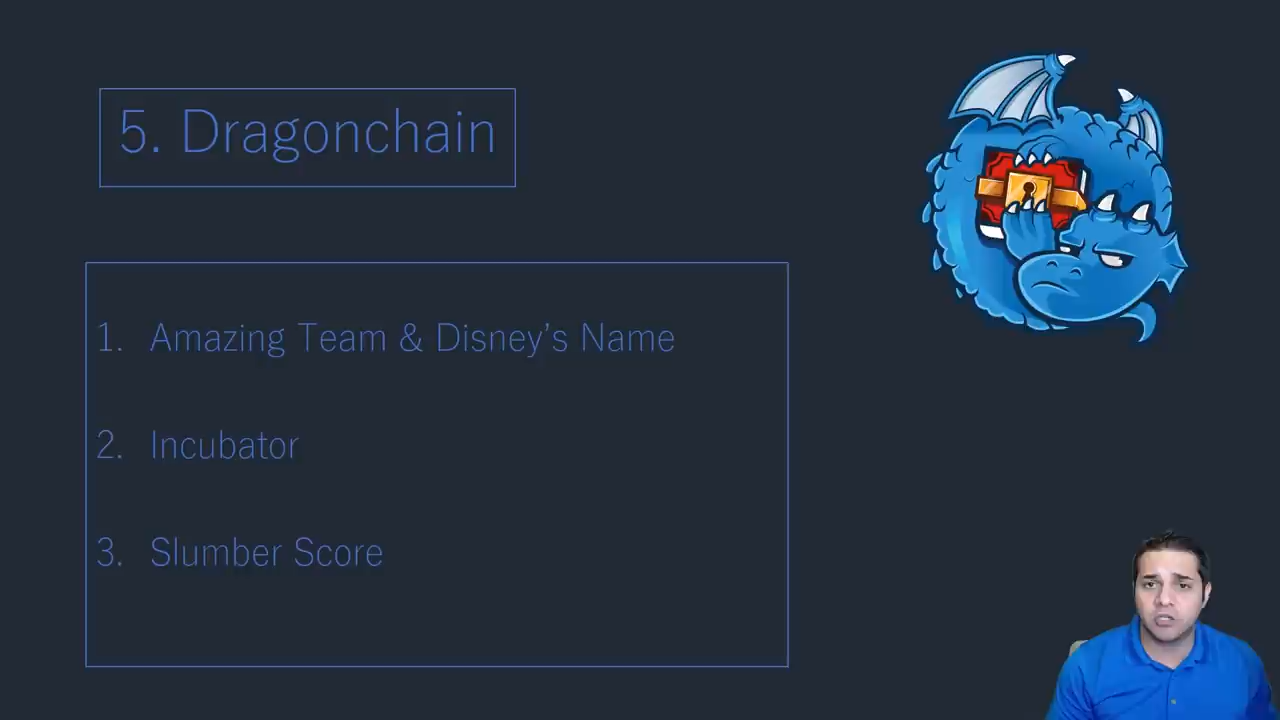 5. Dragonchain
1. Amazing Team & Disney’s Name
2. Incubator
3. Slumber Score